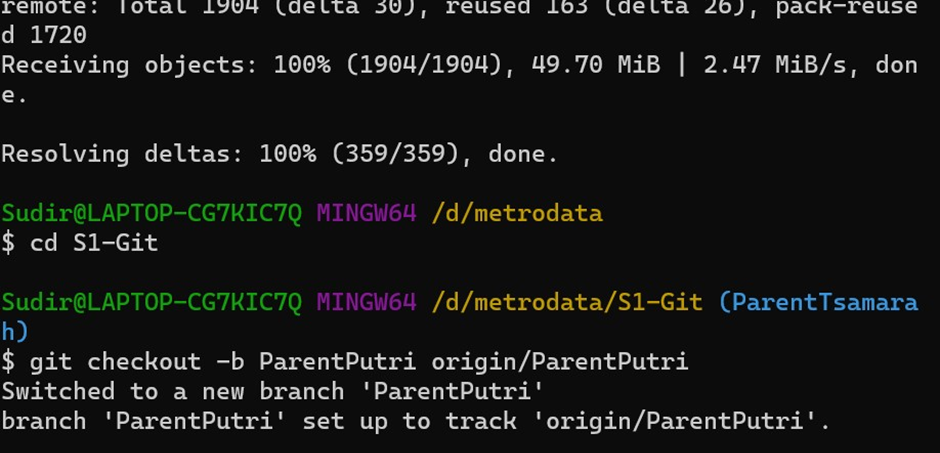 remote: Total 1904 (delta 30), reused 163 (delta 26), pack-reuse
d 1720
Receiving objects: 100% (1904/1904), 49.70 MiB | 2.47 MiB/s, don
e.
Resolving deltas: 100% (359/359), done.
Sudir@LAPTOP-CG7KIC7Q MINGW64 /d/metrodata
$ cd S1-Git
Sudir@LAPTOP-CG7KIC7Q MINGW64 /d/metrodata/S1-Git (ParentTsamara
h)
$ git checkout -b ParentPutri origin/ParentPutri
Switched to a new branch 'ParentPutri'
branch 'ParentPutri' set up to track 'origin/ParentPutri'.